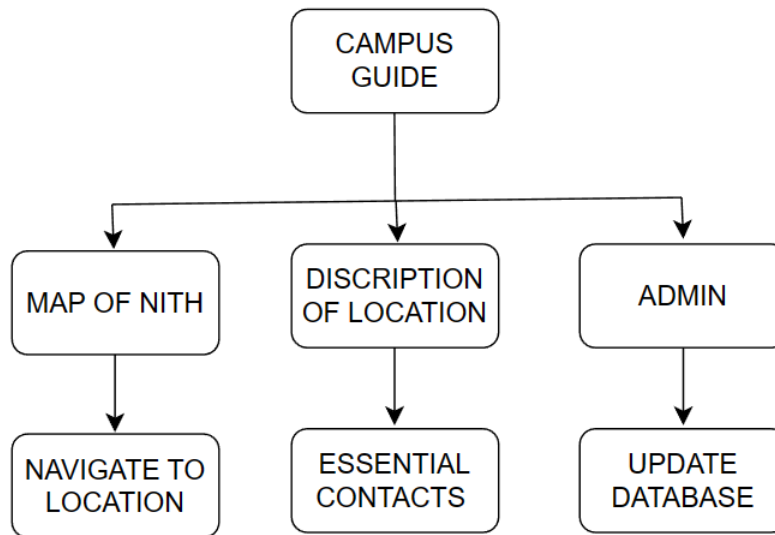 CAMPUS
GUIDE
MAP OF NITH
DISCRIPTION
OF LOCATION
ADMIN
NAVIGATE TO
LOCATION
ESSENTIAL
CONTACTS
UPDATE
DATABASE